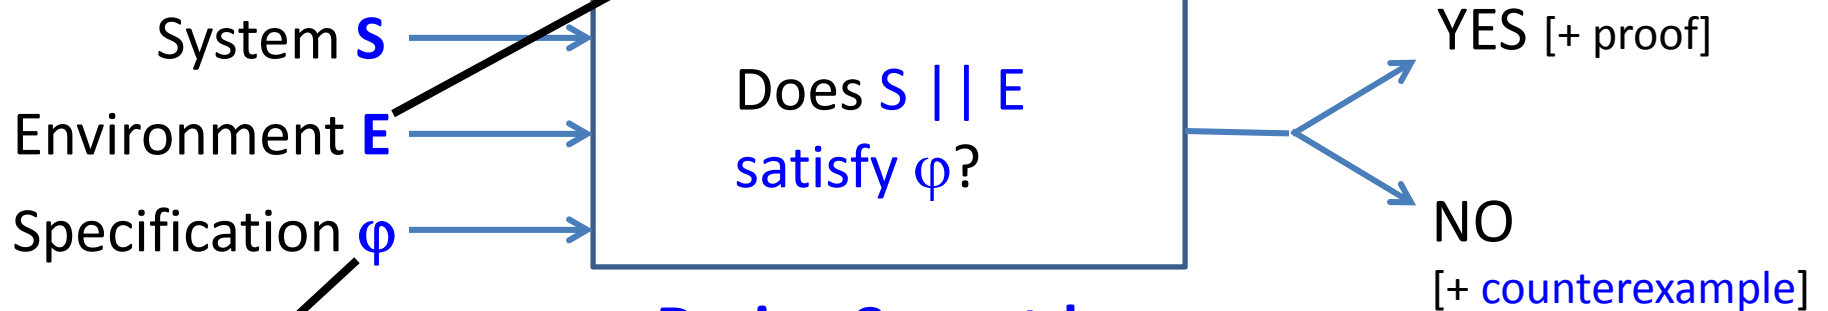 System S
Environment E
Specification φ
Does S || E
satisfy φ?
YES [+ proof]
NO
[+ counterexample]